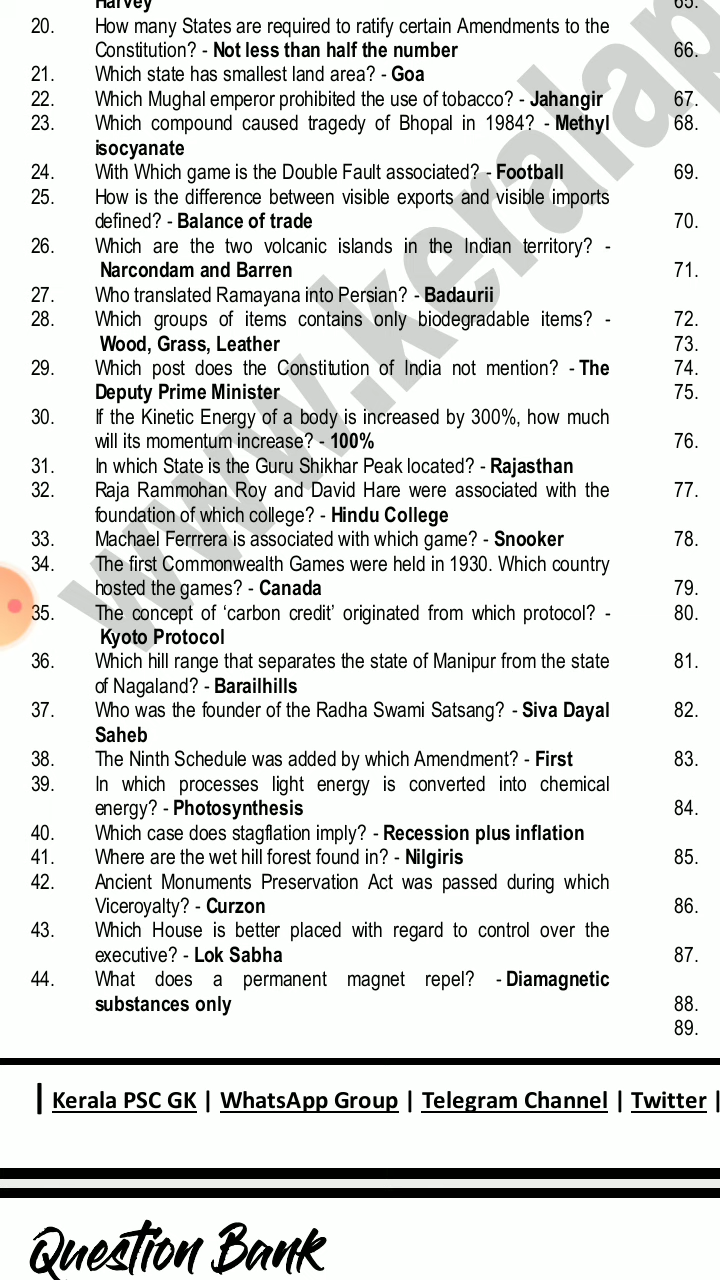 Harvey
20. How many States are required to ratify certain Amendments to the
Constitution? - Not less than half the number
21. Which state has smallest land area? - Goa
22. Which Mughal emperor prohibited the use of tobacco? - Jahangir
23. Which compound caused tragedy of Bhopal in 1984? - Methyl
isocyanate
24. With Which game is the Double Fault associated? - Football
25. How is the difference between visible exports and visible imports
defined? - Balance of trade
26. Which are the two volcanic islands in the Indian territory? -
Narcondam and Barren
27. Who translated Ramayana into Persian? - Badaurii
28. Which groups of items contains only biodegradable items? -
Wood, Grass, Leather
29. Which post does the Constitution of India not mention? - The
Deputy Prime Minister
30. If the Kinetic Energy of a body is increased by 300%, how much
will its momentum increase? - 100%
31. In which State is the Guru Shikhar Peak located? - Rajasthan
32. Raja Rammohan Roy and David Hare were associated with the
foundation of which college? - Hindu College
33. Machael Ferrrera is associated with which game? - Snooker
34. The first Commonwealth Games were held in 1930. Which country
hosted the games? - Canada
35. The concept of ‘carbon credit’ originated from which protocol? -
Kyoto Protocol
36. Which hill range that separates the state of Manipur from the state
of Nagaland? - Barailhills
37. Who was the founder of the Radha Swami Satsang? - Siva Dayal
Saheb
38. The Ninth Schedule was added by which Amendment? - First
39. In which processes light energy is converted into chemical
energy? - Photosynthesis
40. Which case does stagflation imply? - Recession plus inflation
41. Where are the wet hill forest found in? - Nilgiris
42. Ancient Monuments Preservation Act was passed during which
Viceroyalty? - Curzon
43. Which House is better placed with regard to control over the
executive? - Lok Sabha
44. What does a permanent magnet repel? - Diamagnetic
substances only
65.
66.
67.
68.
69.
70.
71.
72.
73.
74.
75.
76.
77.
78.
79.
80.
81.
82.
83.
84.
85.
86.
87.
88.
89.
www.keralap
| Kerala PSC GK | WhatsApp Group | Telegram Channel | Twitter |
Question Bank